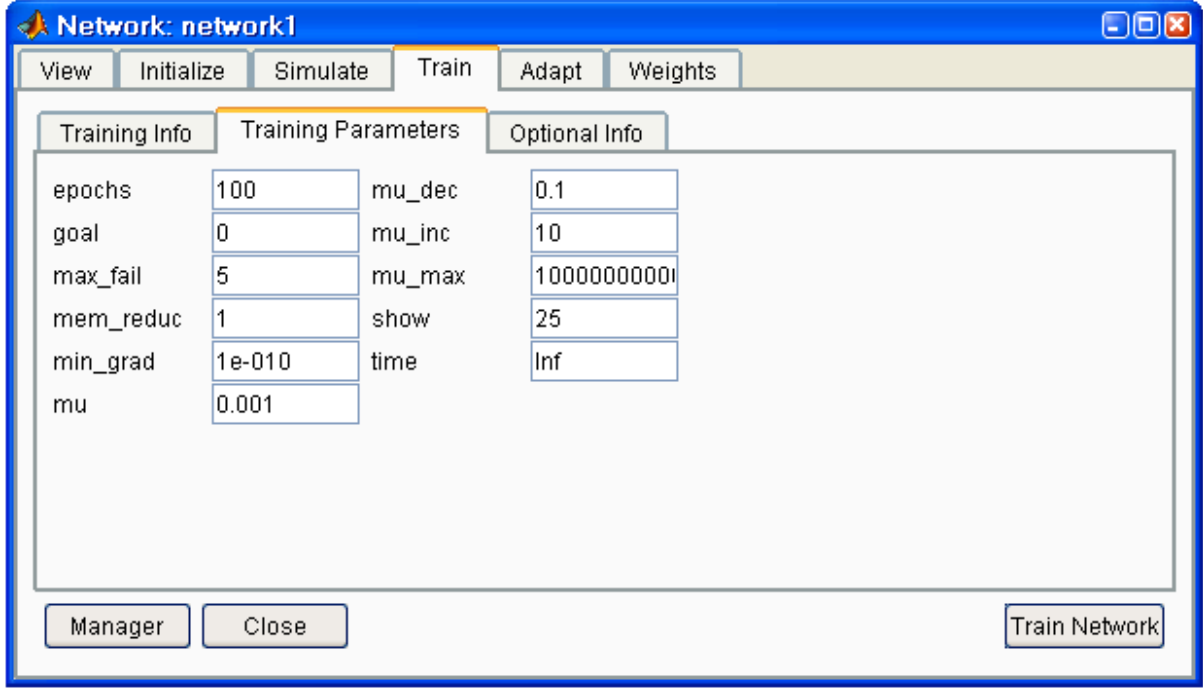 Network: network1
View Initialize Simulate Train Adapt Weights
Training Info Training Parameters Optional Info
epochs 100 mu_dec 0.1
goal 0 mu_inc 10
max_fail 5 mu_max 1000000000
mem_reduc 1 show 25
min_grad 1e-010 time Inf
mu 0.001
Manager Close Train Network